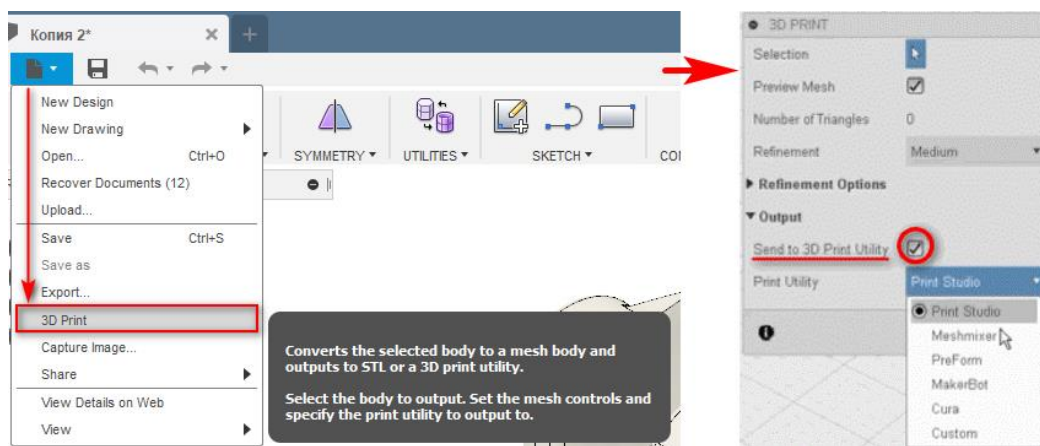 Копия 2*
New Design
New Drawing
Open... Ctrl+O
Recover Documents (12)
Upload...
Save Ctrl+S
Save as
Export...
3D Print
Capture Image...
Share
View Details on Web
View
SYMMETRY
UTILITIES
SKETCH
Converts the selected body to a mesh body and
outputs to STL or a 3D print utility.
Select the body to output. Set the mesh controls and
specify the print utility to output to.
3D PRINT
Selection
Preview Mesh
Number of Triangles 0
Refinement Medium
Refinement Options
Output
Send to 3D Print Utility
Print Utility Print Studio
Print Studio
Meshmixer
PreForm
MakerBot
Cura
Custom